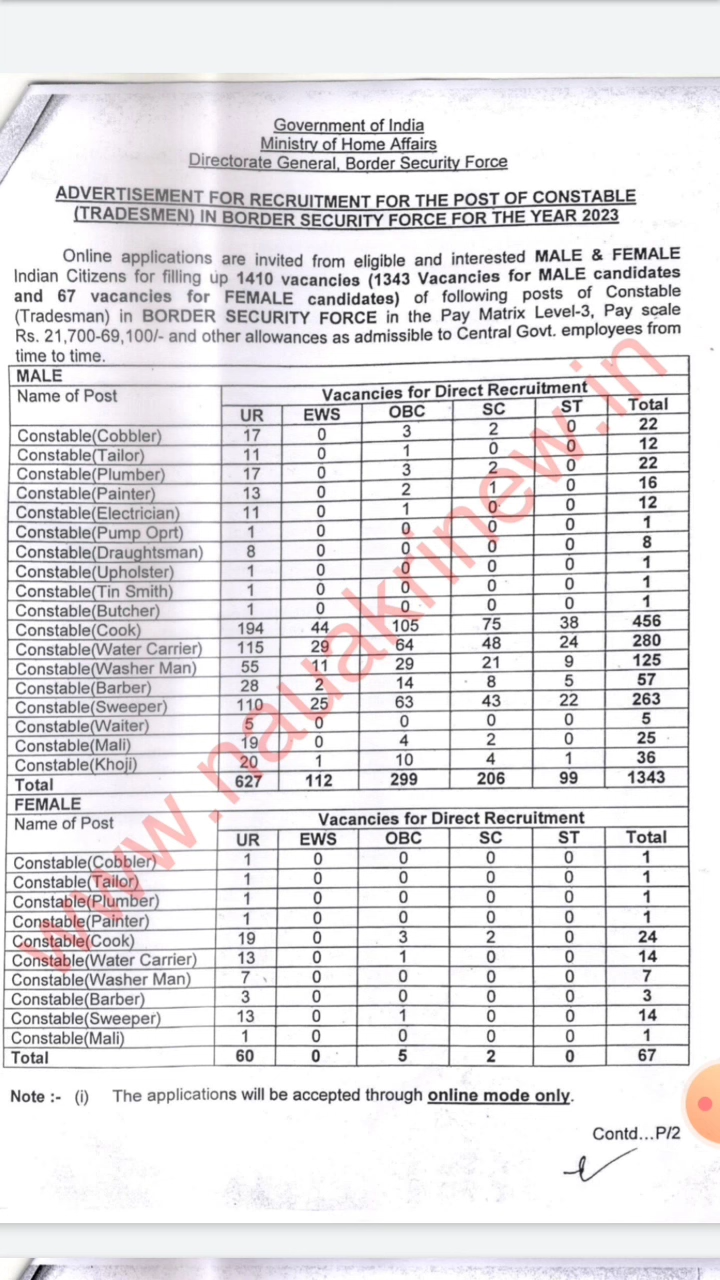 Government of India
Ministry of Home Affairs
Directorate General, Border Security Force
ADVERTISEMENT FOR RECRUITMENT FOR THE POST OF CONSTABLE
(TRADESMEN) IN BORDER SECURITY FORCE FOR THE YEAR 2023
Online applications are invited from eligible and interested MALE & FEMALE
Indian Citizens for filling up 1410 vacancies (1343 Vacancies for MALE candidates
and 67 vacancies for FEMALE candidates) of following posts of Constable
(Tradesman) in BORDER SECURITY FORCE in the Pay Matrix Level-3, Pay scale
Rs. 21,700-69,100/- and other allowances as admissible to Central Govt. employees from
time to time.
MALE
Name of Post Vacancies for Direct Recruitment
UR EWS OBC SC ST Total
Constable(Cobbler) 17 0 3 2 0 22
Constable(Tailor) 11 0 1 0 0 12
Constable(Plumber) 17 0 3 2 0 22
Constable(Painter) 13 0 2 1 0 16
Constable(Electrician) 11 0 1 0 0 12
Constable(Pump Oprt) 1 0 0 0 0 1
Constable(Draughtsman) 8 0 0 0 0 8
Constable(Upholster) 1 0 0 0 0 1
Constable(Tin Smith) 1 0 0 0 0 1
Constable(Butcher) 1 0 0 0 0 1
Constable(Cook) 194 44 105 75 38 456
Constable(Water Carrier) 115 29 64 48 24 280
Constable(Washer Man) 55 11 29 21 9 125
Constable(Barber) 28 2 14 8 5 57
Constable(Sweeper) 110 25 63 43 22 263
Constable(Waiter) 5 0 0 0 0 5
Constable(Mali) 19 0 4 2 0 25
Constable(Khoji) 20 1 10 4 1 36
Total 627 112 299 206 99 1343
FEMALE
Name of Post Vacancies for Direct Recruitment
UR EWS OBC SC ST Total
Constable(Cobbler) 1 0 0 0 0 1
Constable(Tailor) 1 0 0 0 0 1
Constable(Plumber) 1 0 0 0 0 1
Constable(Painter) 1 0 0 0 0 1
Constable(Cook) 19 0 3 2 0 24
Constable(Water Carrier) 13 0 1 0 0 14
Constable(Washer Man) 7 0 0 0 0 7
Constable(Barber) 3 0 0 0 0 3
Constable(Sweeper) 13 0 1 0 0 14
Constable(Mali) 1 0 0 0 0 1
Total 60 0 5 2 0 67
Note :- (i) The applications will be accepted through online mode only.
Contd...P/2
www.nauakrinew.in